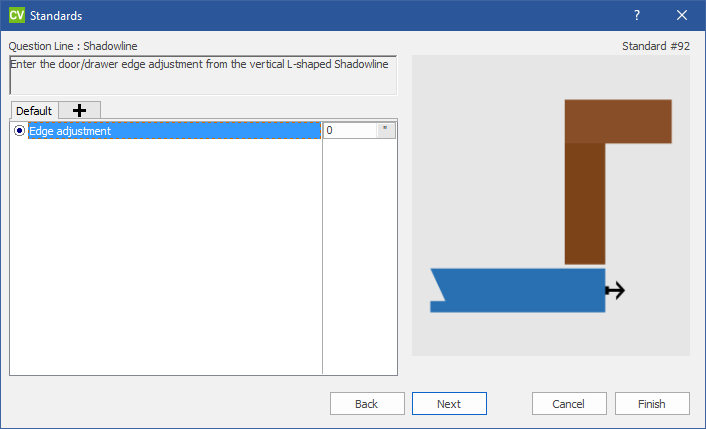 CV Standards ?
Question Line : Shadowline
Standard #92
Enter the door/drawer edge adjustment from the vertical L-shaped Shadowline
Default
Edge adjustment 0 "
Back Next Cancel Finish